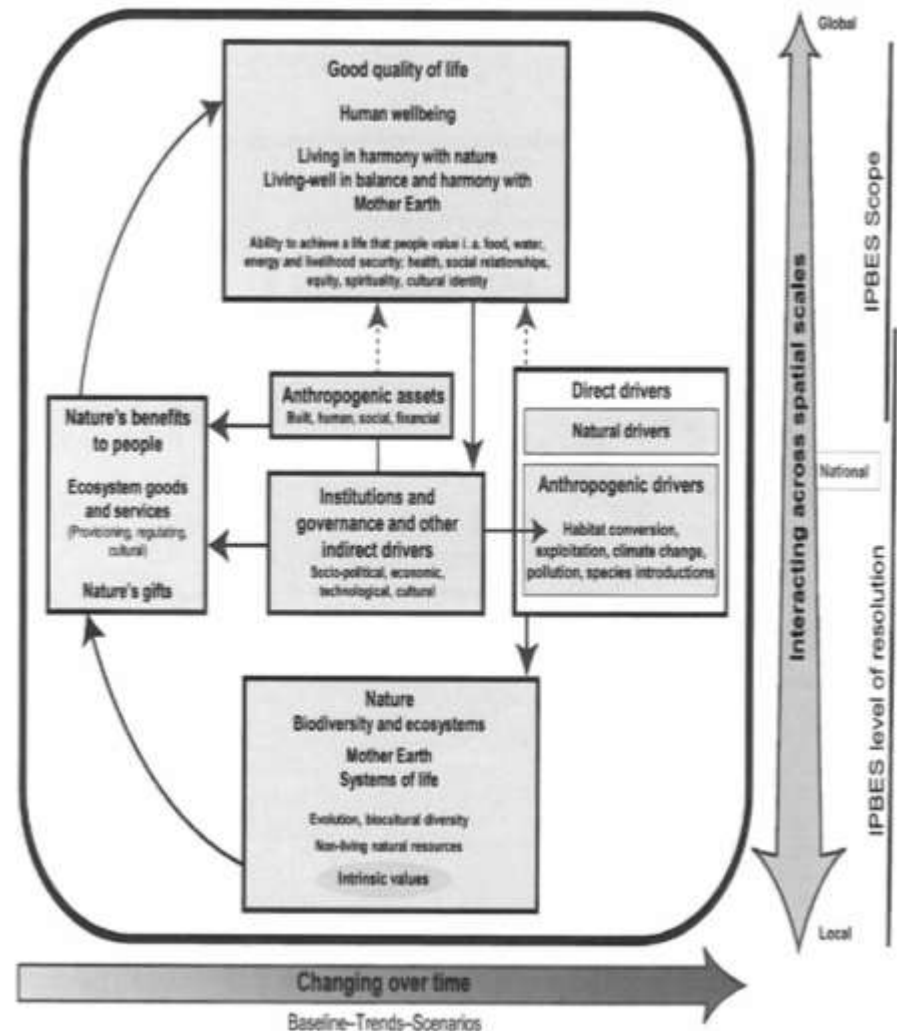 Good quality of life
Human wellbeing
Living in harmony with nature
Living-well in balance and harmony with
Mother Earth
Ability to achieve a life that people value i. a. food, water,
energy and livelihood security; health, social relationships,
equity, spirituality, cultural identity
Nature's benefits
to people
Ecosystem goods
and services
(Provisioning, regulating,
cultural)
Nature's gifts
Anthropogenic assets
Built, human, social, financial
Institutions and
governance and other
indirect drivers
Socio-political, economic,
technological, cultural
Direct drivers
Natural drivers
Anthropogenic drivers
Habitat conversion,
exploitation, climate change,
pollution, species introductions
Nature
Biodiversity and ecosystems
Mother Earth
Systems of life
Evolution, biocultural diversity
Non-living natural resources
Intrinsic values
Changing over time
Baseline–Trends–Scenarios
Global
Interacting across spatial scales
National
Local
IPBES Scope
IPBES level of resolution